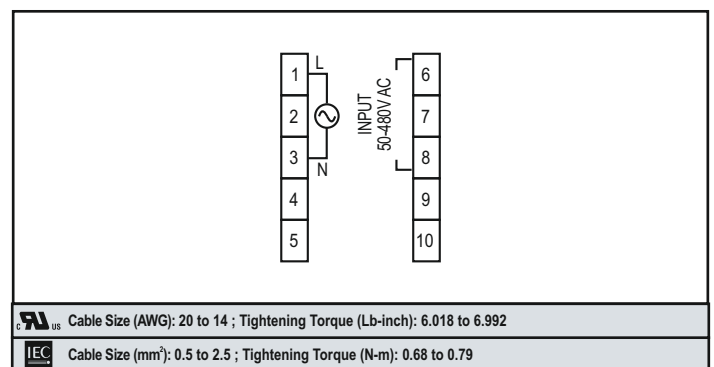 L
1
2
3
N
4
5
INPUT
50-480V AC
6
7
8
9
10
c RU US Cable Size (AWG): 20 to 14 ; Tightening Torque (Lb-inch): 6.018 to 6.992
IEC Cable Size (mm²): 0.5 to 2.5 ; Tightening Torque (N-m): 0.68 to 0.79